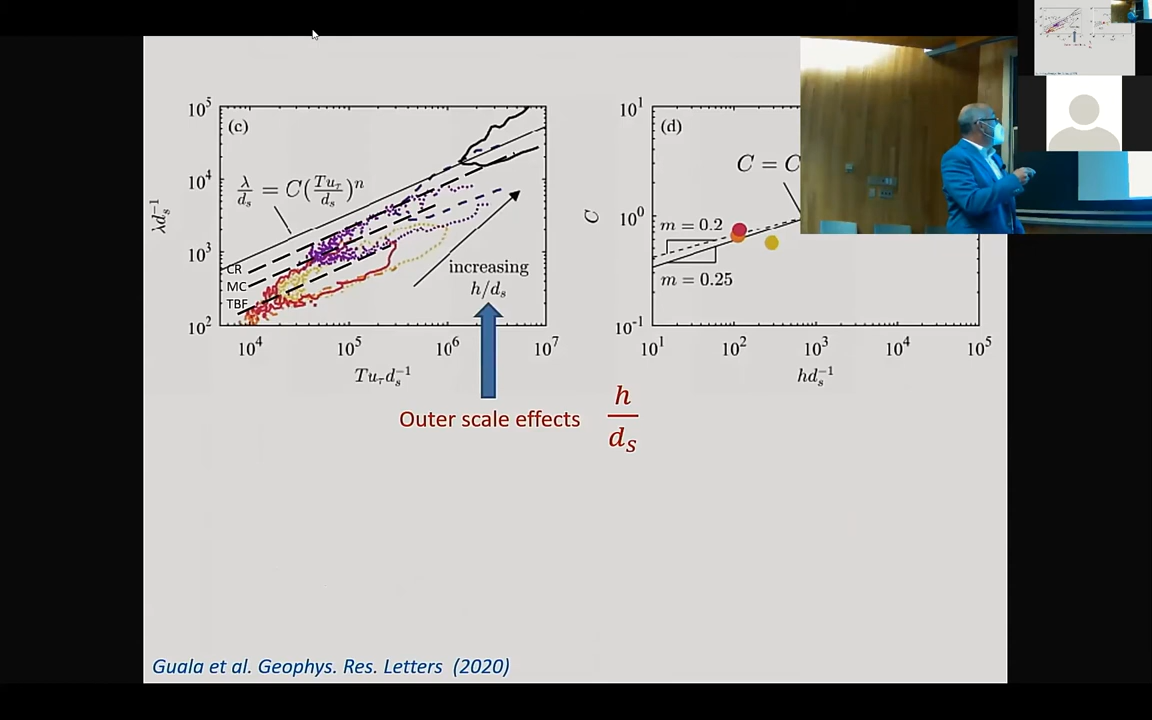 (c)
10^5
10^4
10^3
10^2
λd_s^{-1}
λ/d_s = C(Tu_τ/d_s)^n
CR
MC
TBF
increasing
h/d_s
10^4 10^5 10^6 10^7
Tu_τd_s^{-1}
(d)
10^1
10^0
10^{-1}
C
C = C
m = 0.2
m = 0.25
10^1 10^2 10^3 10^4 10^5
hd_s^{-1}
Outer scale effects
h/d_s
Guala et al. Geophys. Res. Letters (2020)